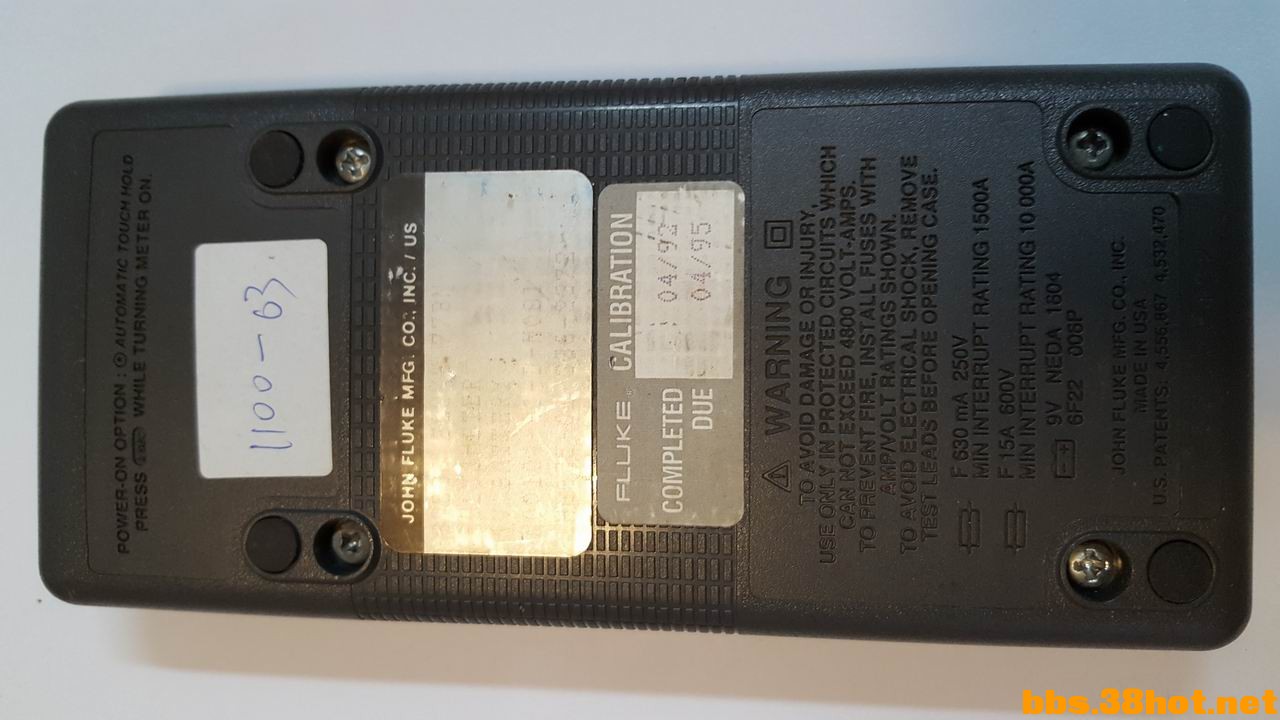 POWER-ON OPTION : AUTOMATIC TOUCH HOLD
PRESS WHILE TURNING METER ON.
1100-63
JOHN FLUKE MFG. CO., INC. / US
FLUKE CALIBRATION
COMPLETED 04/92
DUE 04/95
WARNING
TO AVOID DAMAGE OR INJURY,
USE ONLY IN PROTECTED CIRCUITS WHICH
CAN NOT EXCEED 4800 VOLT-AMPS.
TO PREVENT FIRE, INSTALL FUSES WITH
AMP/VOLT RATINGS SHOWN.
TO AVOID ELECTRICAL SHOCK, REMOVE
TEST LEADS BEFORE OPENING CASE.
F 630 mA 250V
MIN INTERRUPT RATING 1500A
F 15A 600V
MIN INTERRUPT RATING 10 000A
9V NEDA 1604
6F22 006P
JOHN FLUKE MFG. CO., INC.
MADE IN USA
U.S. PATENTS. 4,556,867 4,532,470
bbs.38hot.net